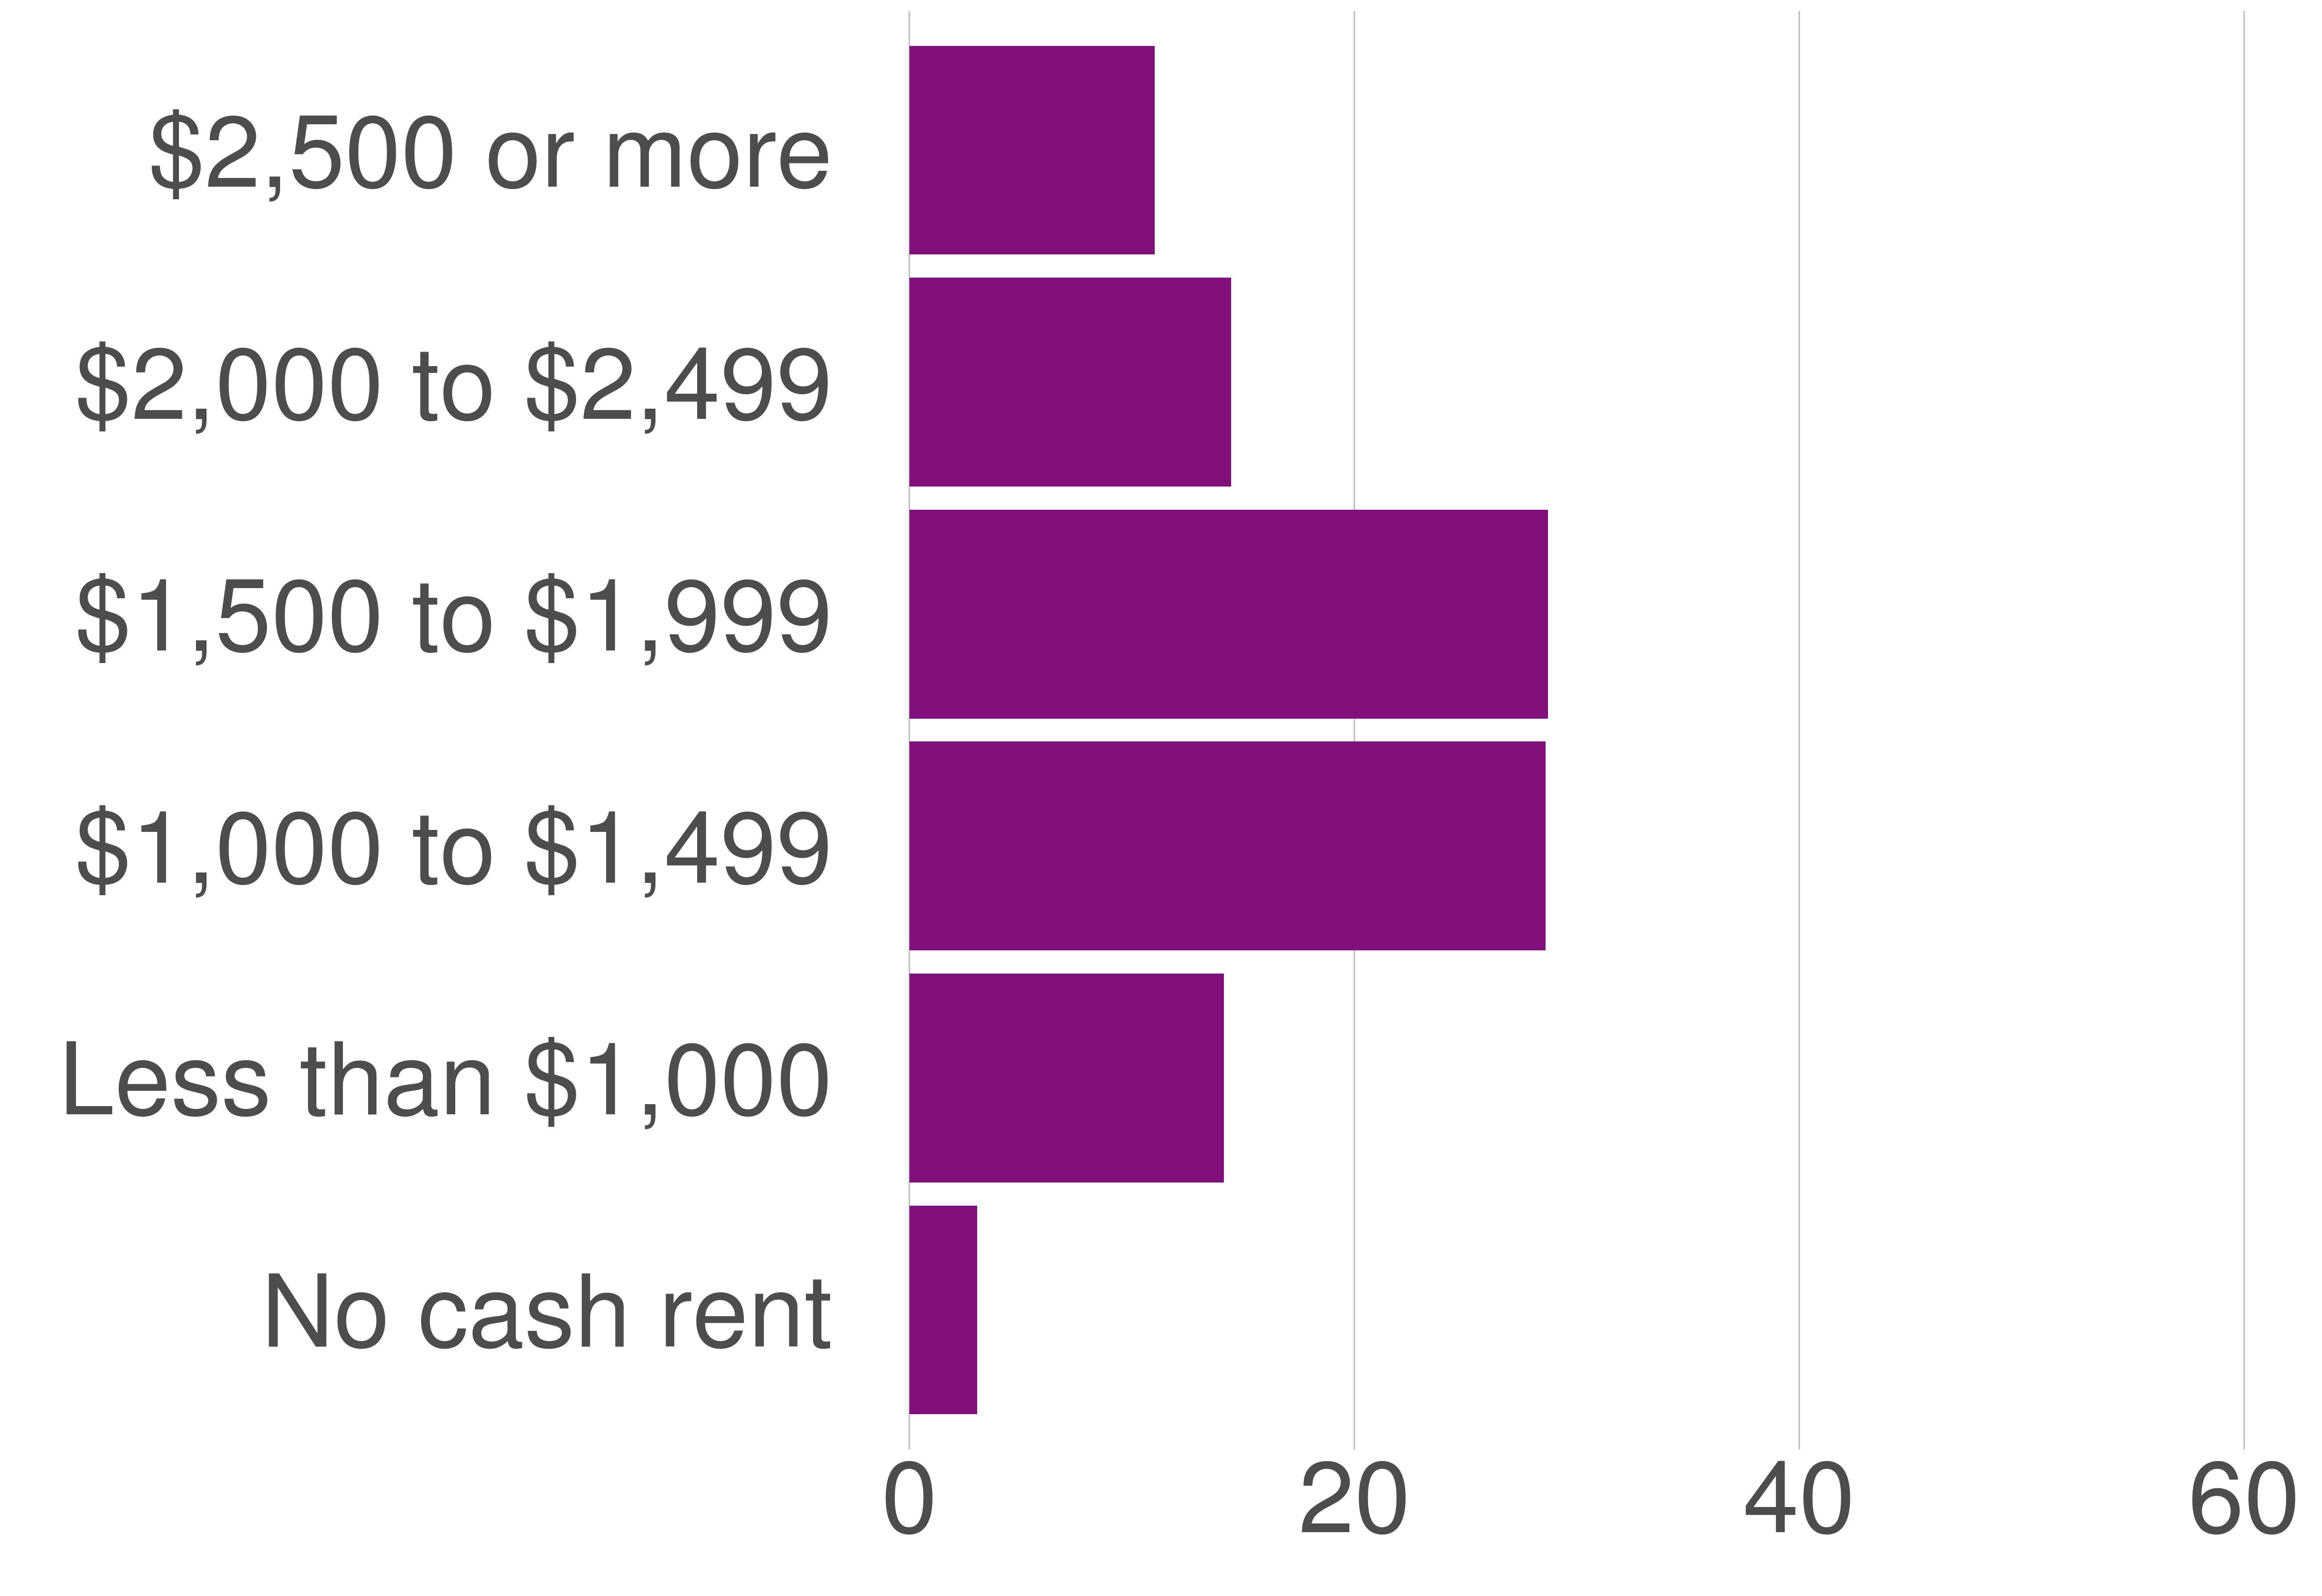 $2,500 or more
$2,000 to $2,499
$1,500 to $1,999
$1,000 to $1,499
Less than $1,000
No cash rent
0 20 40 60